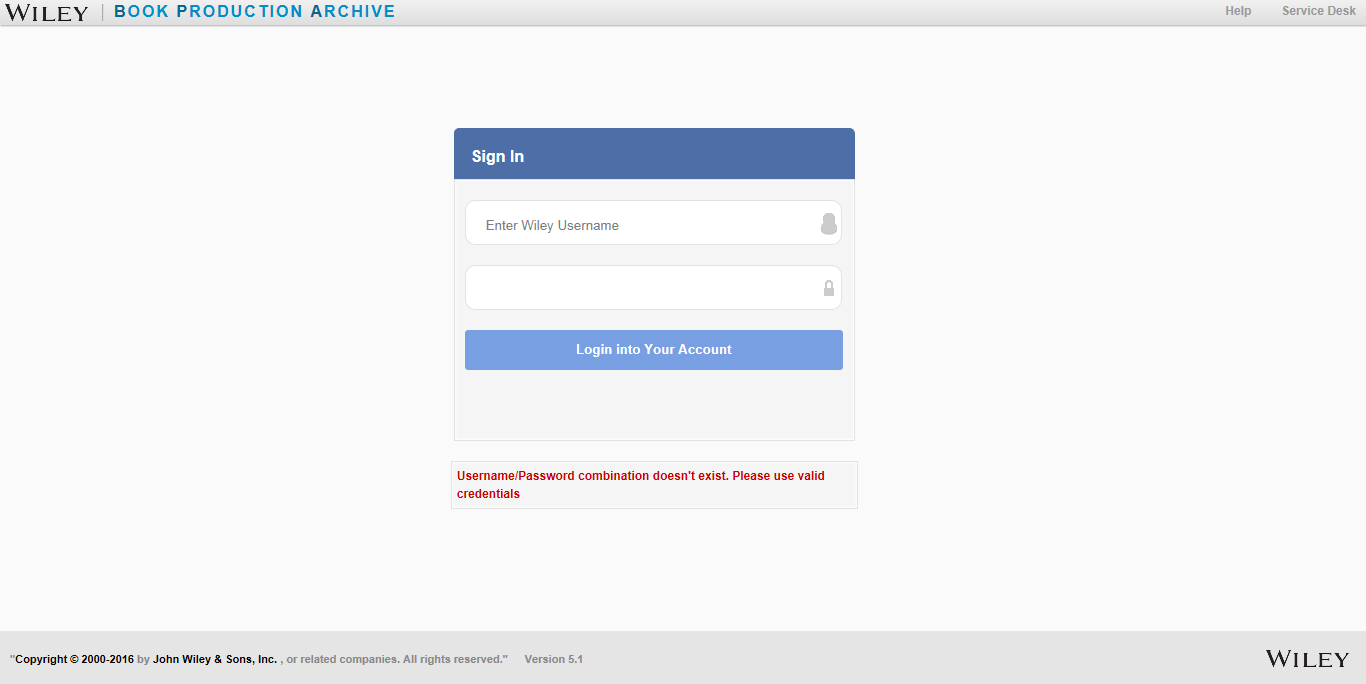 WILEY | BOOK PRODUCTION ARCHIVE Help Service Desk
Sign In
Enter Wiley Username
Login into Your Account
Username/Password combination doesn't exist. Please use valid
credentials
"Copyright © 2000-2016 by John Wiley & Sons, Inc. , or related companies. All rights reserved." Version 5.1 WILEY